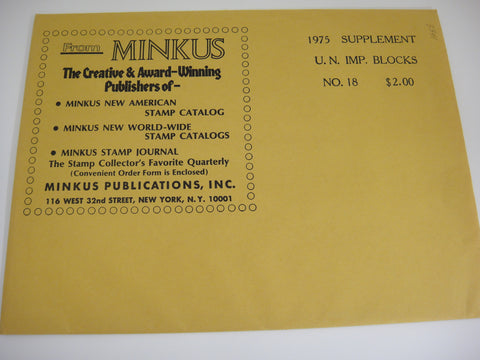 From MINKUS
The Creative & Award-Winning
Publishers of-
• MINKUS NEW AMERICAN
STAMP CATALOG
• MINKUS NEW WORLD-WIDE
STAMP CATALOGS
• MINKUS STAMP JOURNAL
The Stamp Collector's Favorite Quarterly
(Convenient Order Form is Enclosed)
MINKUS PUBLICATIONS, INC.
116 WEST 32nd STREET, NEW YORK, N.Y. 10001
1975 SUPPLEMENT
U. N. IMP. BLOCKS
NO. 18 $2.00